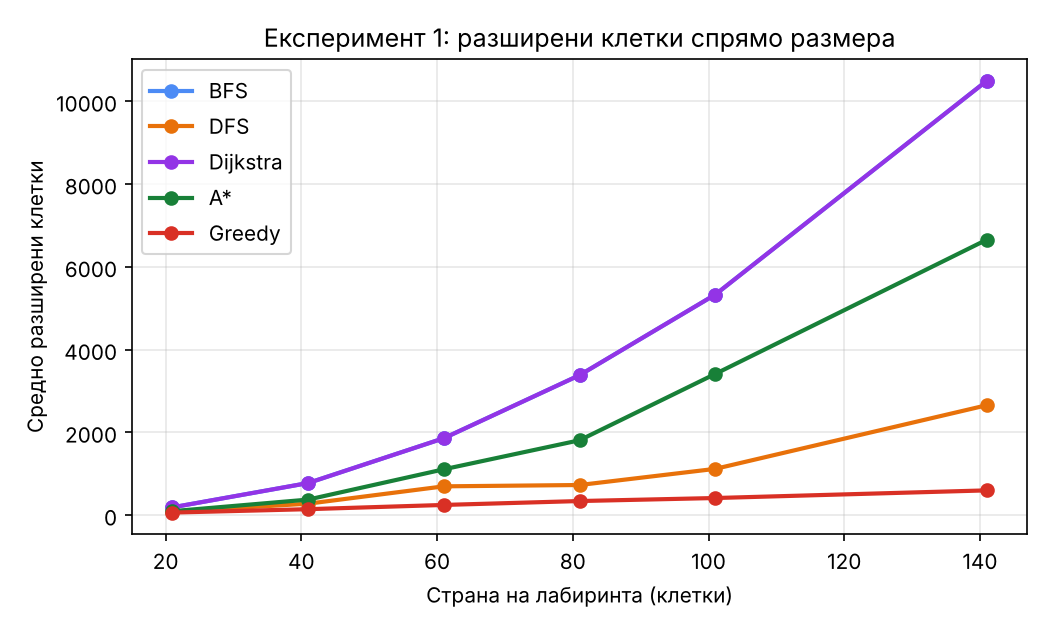 Експеримент 1: разширени клетки спрямо размера
Средно разширени клетки
10000
8000
6000
4000
2000
0
BFS
DFS
Dijkstra
A*
Greedy
20 40 60 80 100 120 140
Страна на лабиринта (клетки)